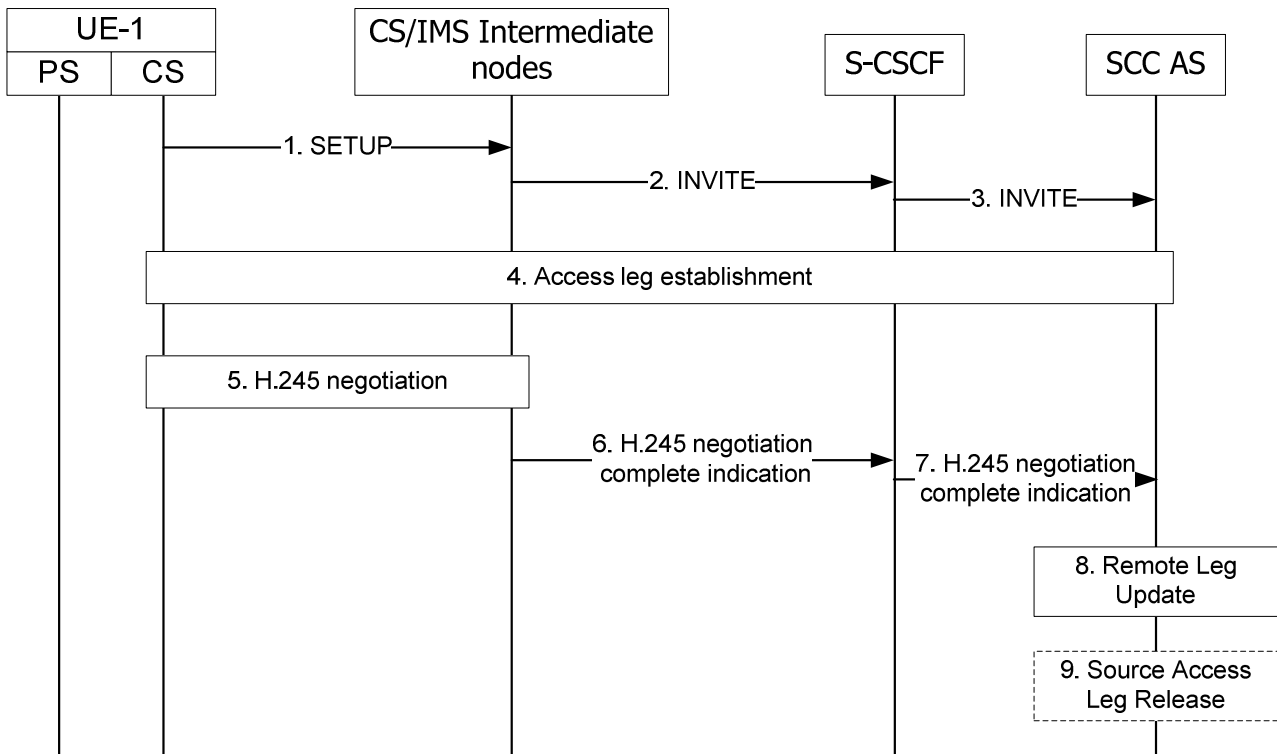 UE-1
PS
CS
CS/IMS Intermediate
nodes
S-CSCF
SCC AS
1. SETUP
2. INVITE
3. INVITE
4. Access leg establishment
5. H.245 negotiation
6. H.245 negotiation
complete indication
7. H.245 negotiation
complete indication
8. Remote Leg
Update
9. Source Access
Leg Release